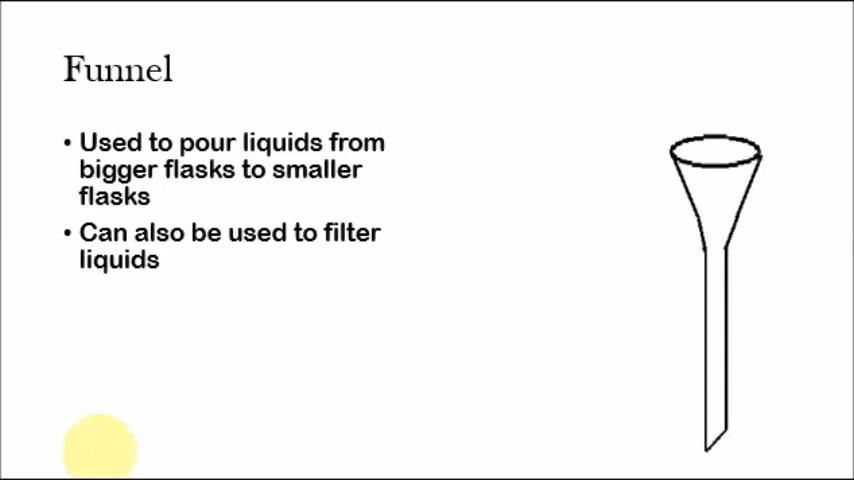 Funnel
• Used to pour liquids from
bigger flasks to smaller
flasks
• Can also be used to filter
liquids